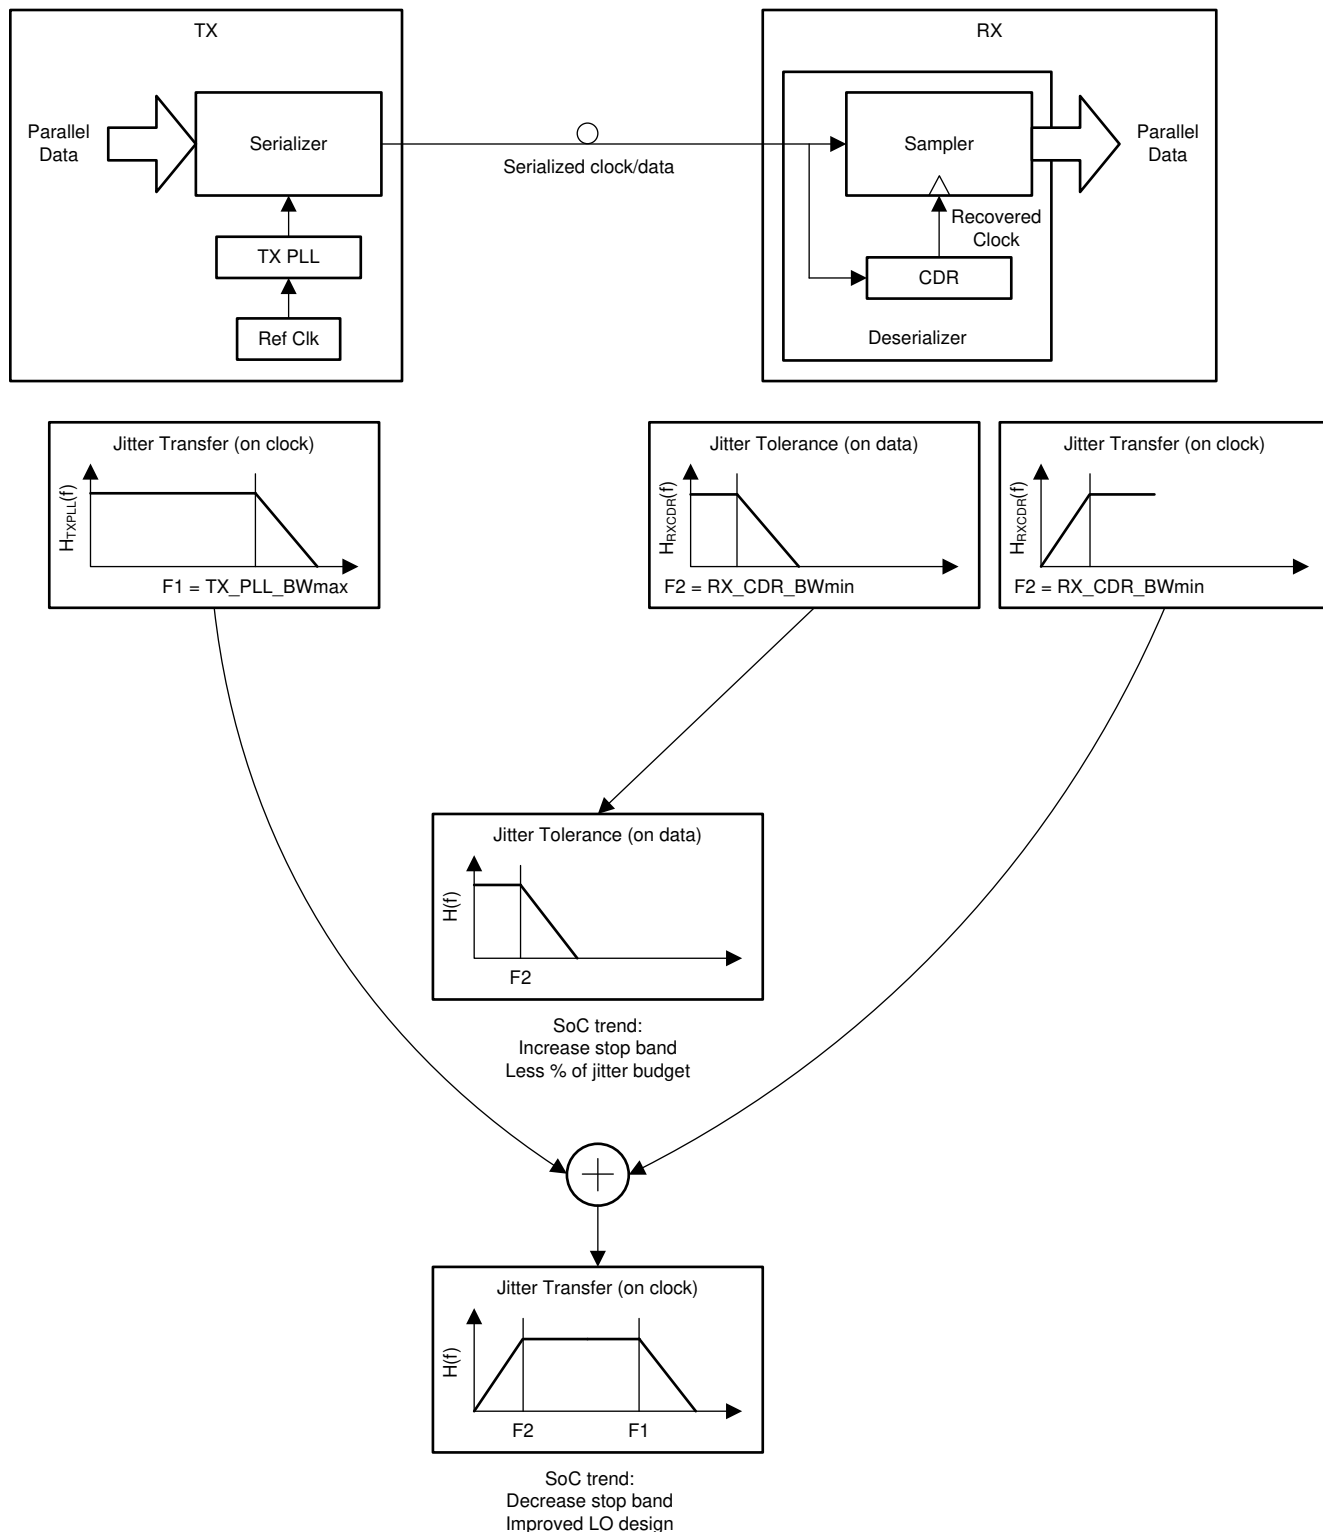 TX
RX
Parallel
Data
Serializer
TX PLL
Ref Clk
Serialized clock/data
Sampler
Recovered
Clock
CDR
Deserializer
Parallel
Data
Jitter Transfer (on clock)
HTXPLL(f)
F1 = TX_PLL_BWmax
Jitter Tolerance (on data)
HRXCDR(f)
F2 = RX_CDR_BWmin
Jitter Transfer (on clock)
HRXCDR(f)
F2 = RX_CDR_BWmin
Jitter Tolerance (on data)
H(f)
F2
SoC trend:
Increase stop band
Less % of jitter budget
Jitter Transfer (on clock)
H(f)
F2
F1
SoC trend:
Decrease stop band
Improved LO design